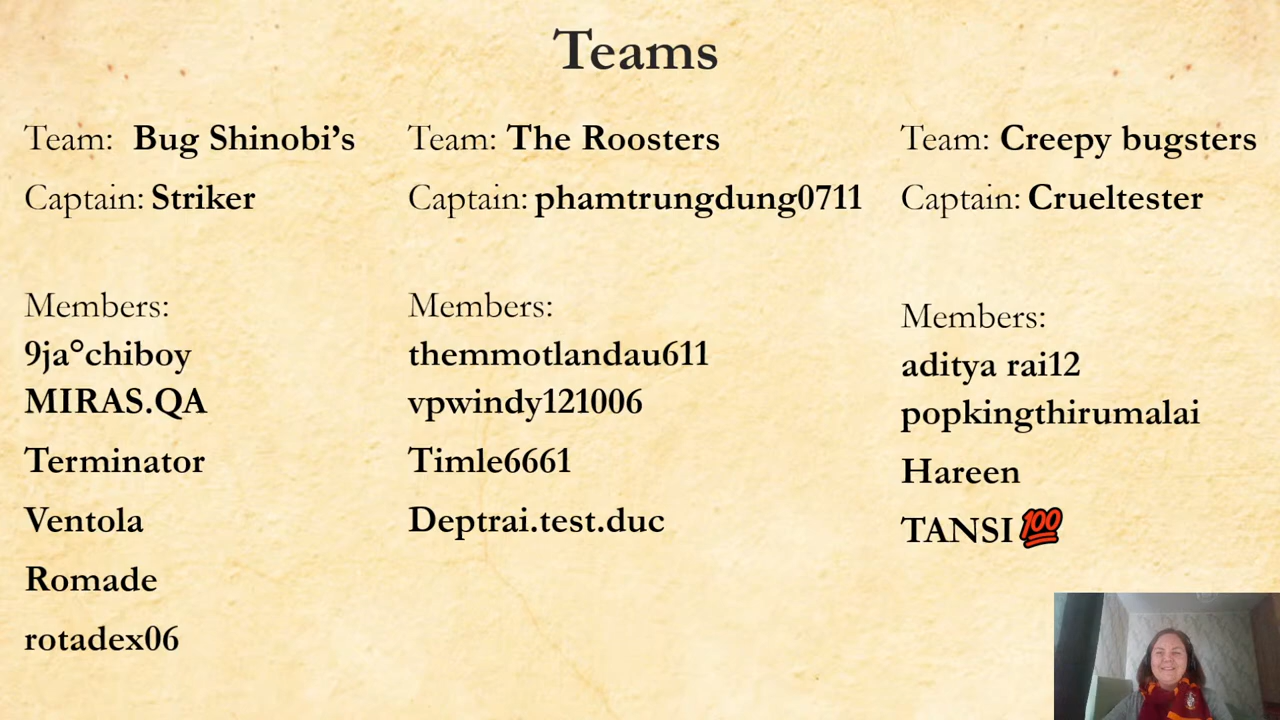 Teams
Team: Bug Shinobi’s
Captain: Striker
Members:
9ja°chiboy
MIRAS.QA
Terminator
Ventola
Romade
rotadex06
Team: The Roosters
Captain: phamtrungdung0711
Members:
themmotlandau611
vpwindy121006
Timle6661
Deptrai.test.duc
Team: Creepy bugsters
Captain: Crueltester
Members:
aditya rai12
popkingthirumalai
Hareen
TANSI💯